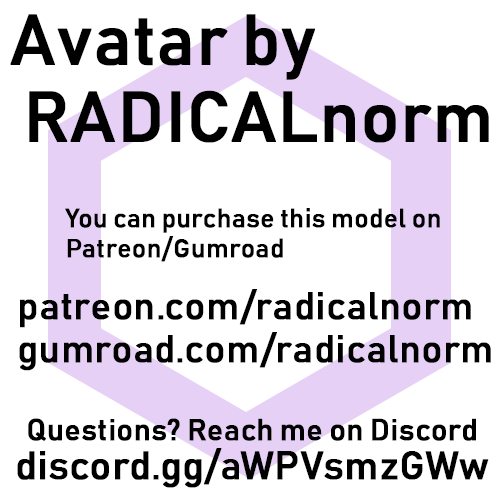 Avatar by
RADICALnorm
You can purchase this model on
Patreon/Gumroad
patreon.com/radicalnorm
gumroad.com/radicalnorm
Questions? Reach me on Discord
discord.gg/aWPVsmzGWw